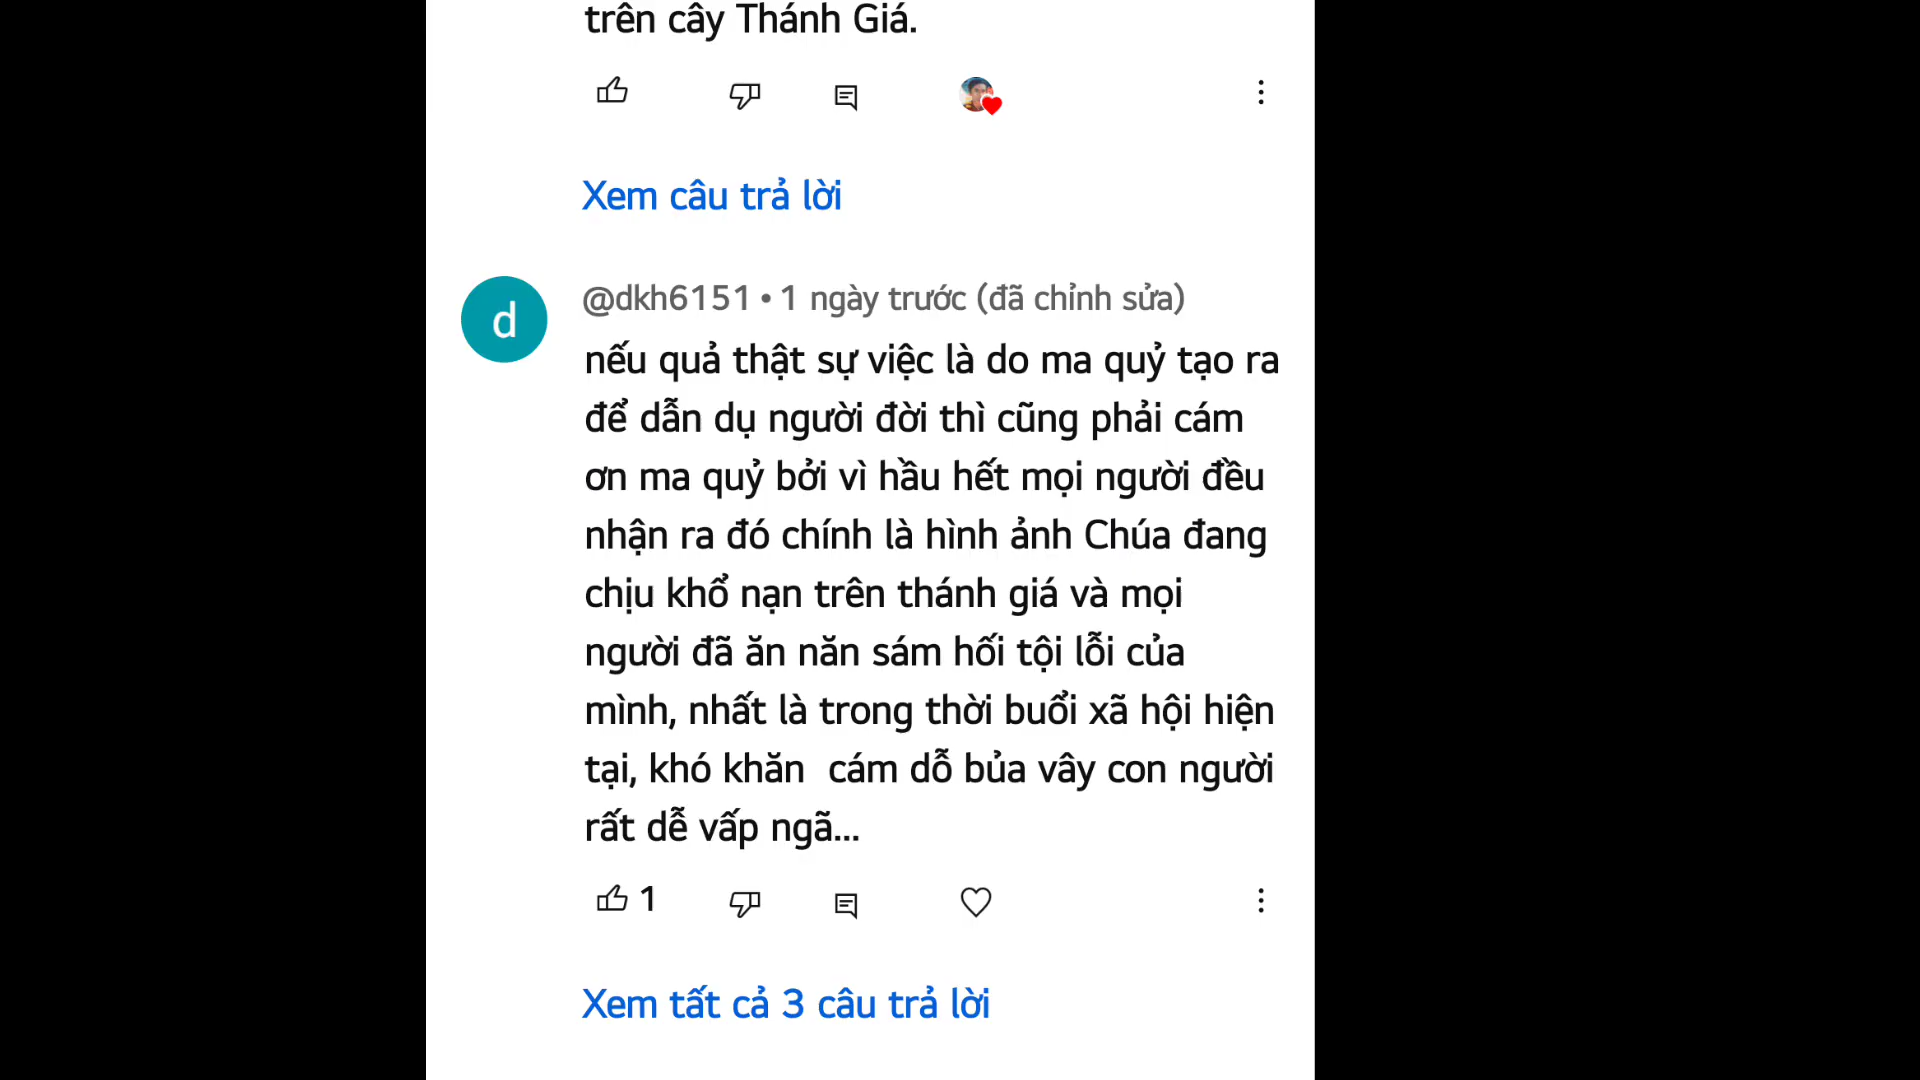 trên cây Thánh Giá.
Xem câu trả lời
d
@dkh6151 • 1 ngày trước (đã chỉnh sửa)
nếu quả thật sự việc là do ma quỷ tạo ra
để dẫn dụ người đời thì cũng phải cám
ơn ma quỷ bởi vì hầu hết mọi người đều
nhận ra đó chính là hình ảnh Chúa đang
chịu khổ nạn trên thánh giá và mọi
người đã ăn năn sám hối tội lỗi của
mình, nhất là trong thời buổi xã hội hiện
tại, khó khăn  cám dỗ bủa vây con người
rất dễ vấp ngã...
1
Xem tất cả 3 câu trả lời